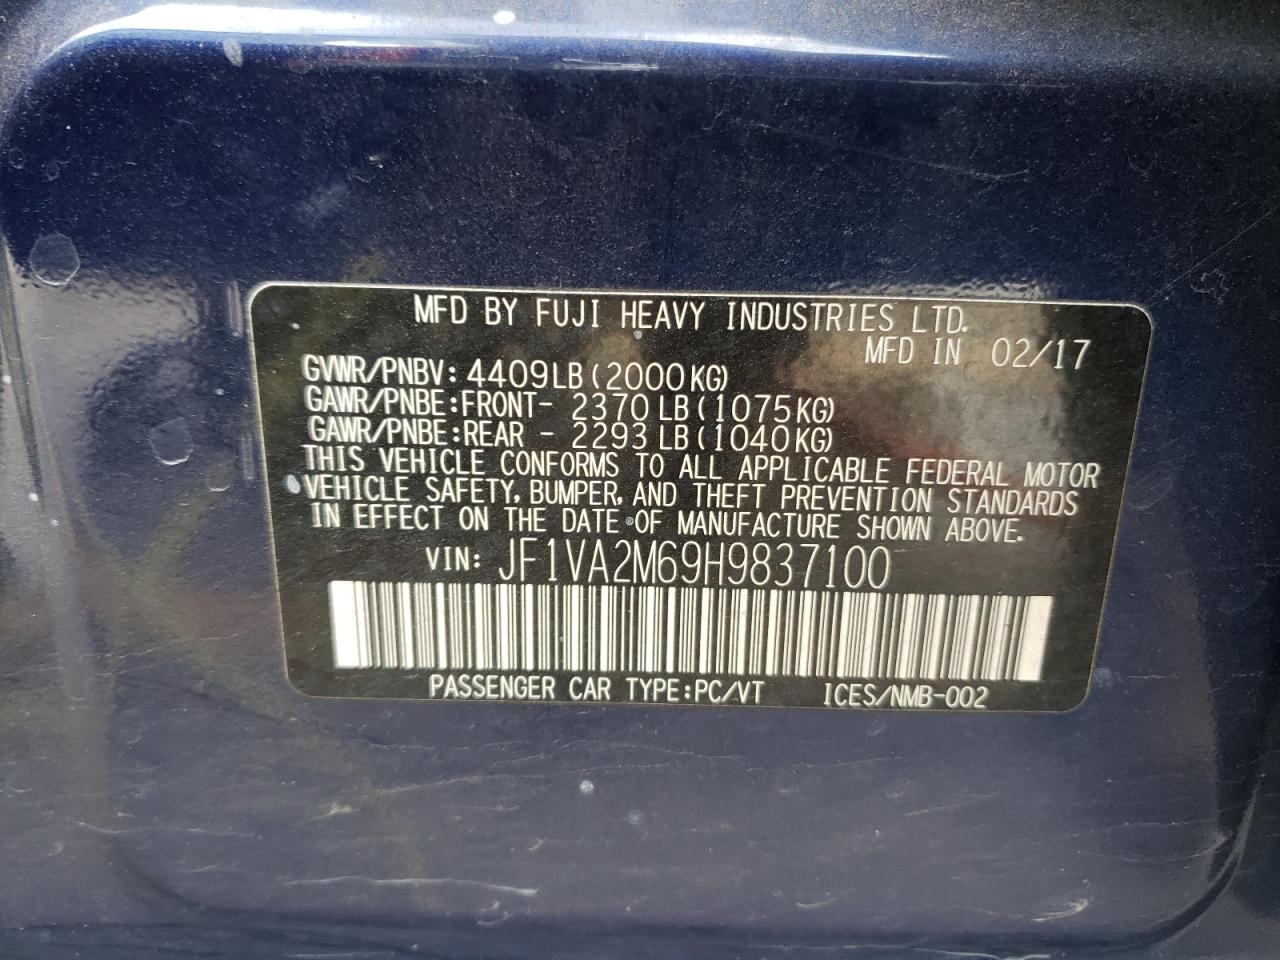 MFD BY FUJI HEAVY INDUSTRIES LTD.
MFD IN 02/17
GVWR/PNBV: 4409LB(2000KG)
GAWR/PNBE:FRONT- 2370LB(1075KG)
GAWR/PNBE:REAR - 2293LB(1040KG)
THIS VEHICLE CONFORMS TO ALL APPLICABLE FEDERAL MOTOR
VEHICLE SAFETY, BUMPER, AND THEFT PREVENTION STANDARDS
IN EFFECT ON THE DATE OF MANUFACTURE SHOWN ABOVE.
VIN: JF1VA2M69H9837100
PASSENGER CAR TYPE:PC/VT ICES/NMB-002